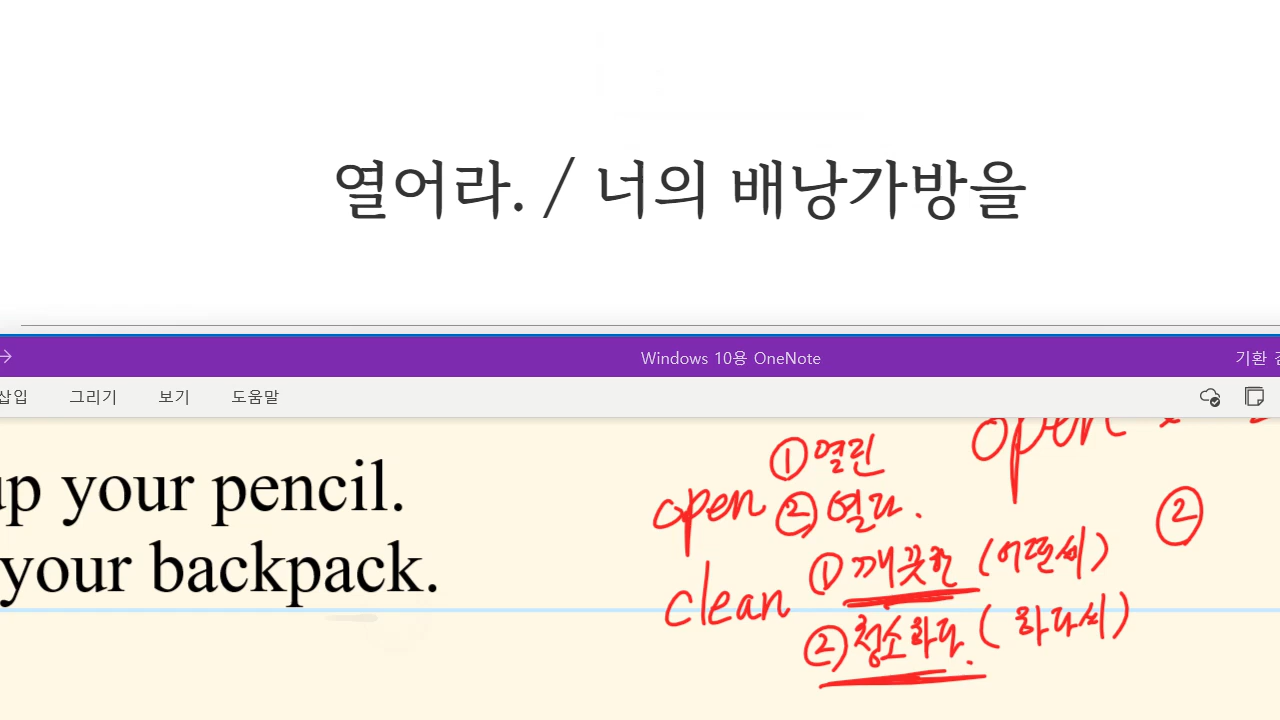 열어라. / 너의 배낭가방을
Windows 10용 OneNote
기환
삽입 그리기 보기 도움말
open
① 열린
up your pencil.
open ② 열다.
②
your backpack.
① 깨끗한 (어떤씨)
clean
② 청소하다. (하다씨)